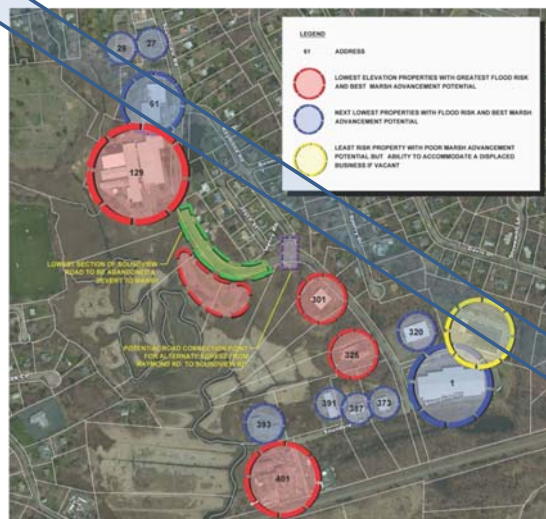 LEGEND
61 ADDRESS
LOWEST ELEVATION PROPERTIES WITH GREATEST FLOOD RISK
AND BEST MARSH ADVANCEMENT
POTENTIAL
NEXT LOWEST PROPERTIES WITH FLOOD RISK AND BEST MARSH
ADVANCEMENT POTENTIAL
LEAST RISK PROPERTY WITH POOR MARSH ADVANCEMENT
POTENTIAL BUT ABILITY TO ACCOMMODATE A DISPLACED
BUSINESS IF VACANT
27
61
129
LOWEST SECTION OF SOUNDVIEW
ROAD TO BE ABANDONED &
REVERT TO MARSH
301
POTENTIAL ROAD CONNECTION POINT
FOR ALTERNATE EGRESS FROM
RAYMOND RD. TO SOUNDVIEW RD.
320
325
1
391
387
373
393
401